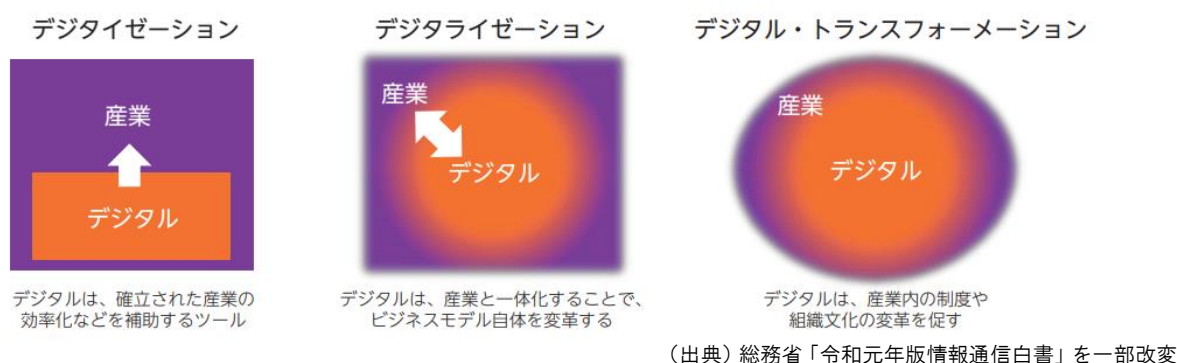 デジタイゼーション
産業
デジタル
デジタルは、確立された産業の
効率化などを補助するツール
デジタライゼーション
産業
デジタル
デジタルは、産業と一体化することで、
ビジネスモデル自体を変革する
デジタル・トランスフォーメーション
産業
デジタル
デジタルは、産業内の制度や
組織文化の変革を促す
（出典）総務省「令和元年版情報通信白書」を一部改変